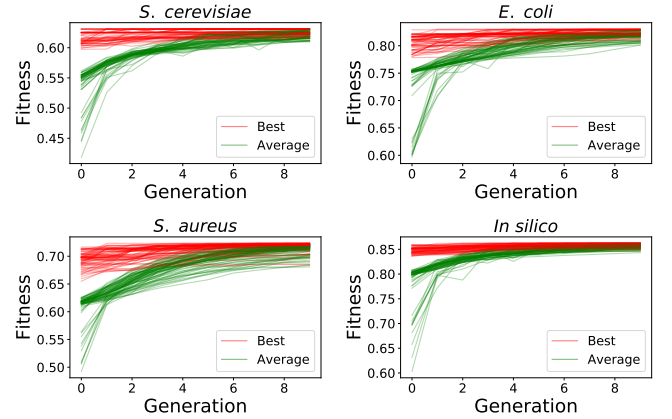 S. cerevisiae
Fitness
0.60
0.55
0.50
0.45
0 2 4 6 8
Generation
Best
Average
E. coli
Fitness
0.80
0.75
0.70
0.65
0.60
0 2 4 6 8
Generation
Best
Average
S. aureus
Fitness
0.70
0.65
0.60
0.55
0.50
0 2 4 6 8
Generation
Best
Average
In silico
Fitness
0.85
0.80
0.75
0.70
0.65
0.60
0 2 4 6 8
Generation
Best
Average